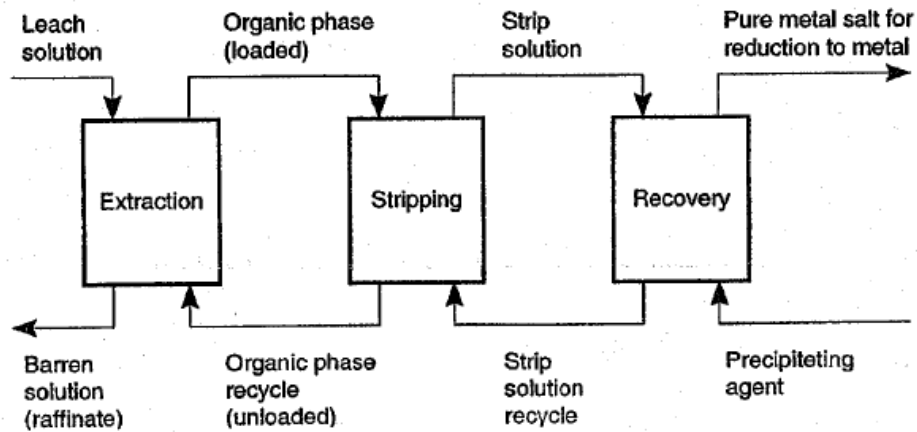 Leach
solution
Organic phase
(loaded)
Strip
solution
Pure metal salt for
reduction to metal
Extraction
Stripping
Recovery
Barren
solution
(raffinate)
Organic phase
recycle
(unloaded)
Strip
solution
recycle
Precipiteting
agent